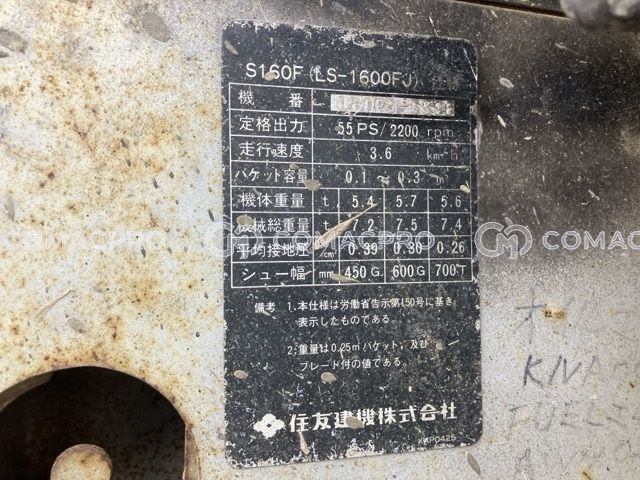 S160F (LS-1600FJ)
機 番
定格出力 55PS/2200 rpm
走行速度 3.6 km/h
バケット容量 0.1 ~ 0.3
機体重量 t 5.4 5.7 5.6
機械総重量 t 7.2 7.5 7.4
平均接地圧 /cm 0.39 0.30 0.26
シュー幅 mm 450G 600G 700T
備考 1.本仕様は労働省告示第150号に基き
表示したものである。
2.重量は0.25mバケット、及び
ブレード付の値である。
住友建機株式会社
KRP0425
COMACPRO
COMACPRO
COMACPRO